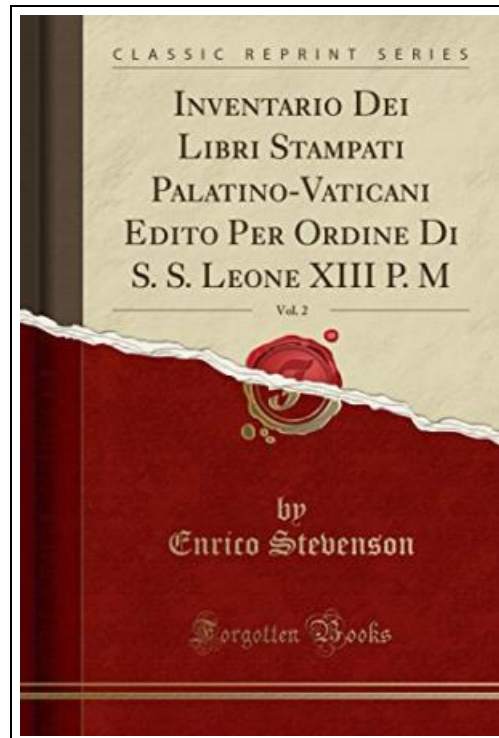 CLASSIC REPRINT SERIES
INVENTARIO DEI
LIBRI STAMPATI
PALATINO-VATICANI
EDITO PER ORDINE DI
S. S. LEONE XIII P. M
Vol. 2
by
Enrico Stevenson
Forgotten Books